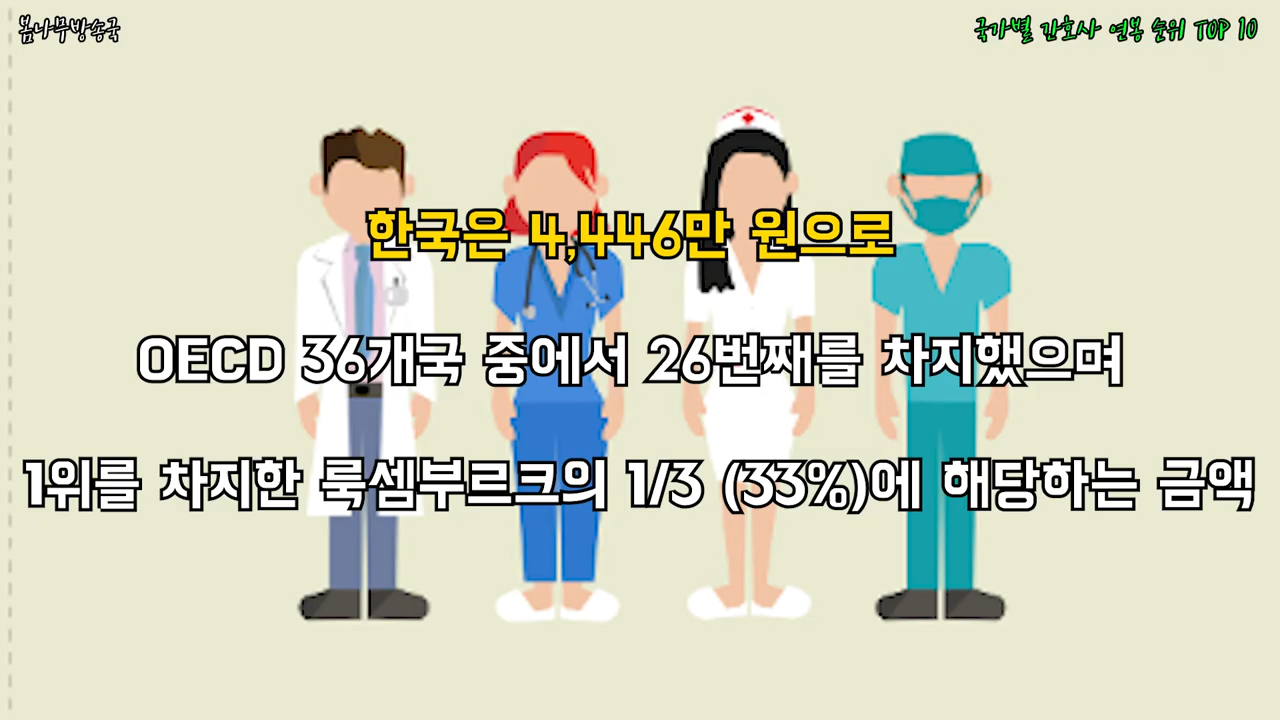 봄나무방송국
국가별 간호사 연봉 순위 TOP 10
한국은 4,446만 원으로
OECD 36개국 중에서 26번째를 차지했으며
1위를 차지한 룩셈부르크의 1/3 (33%)에 해당하는 금액